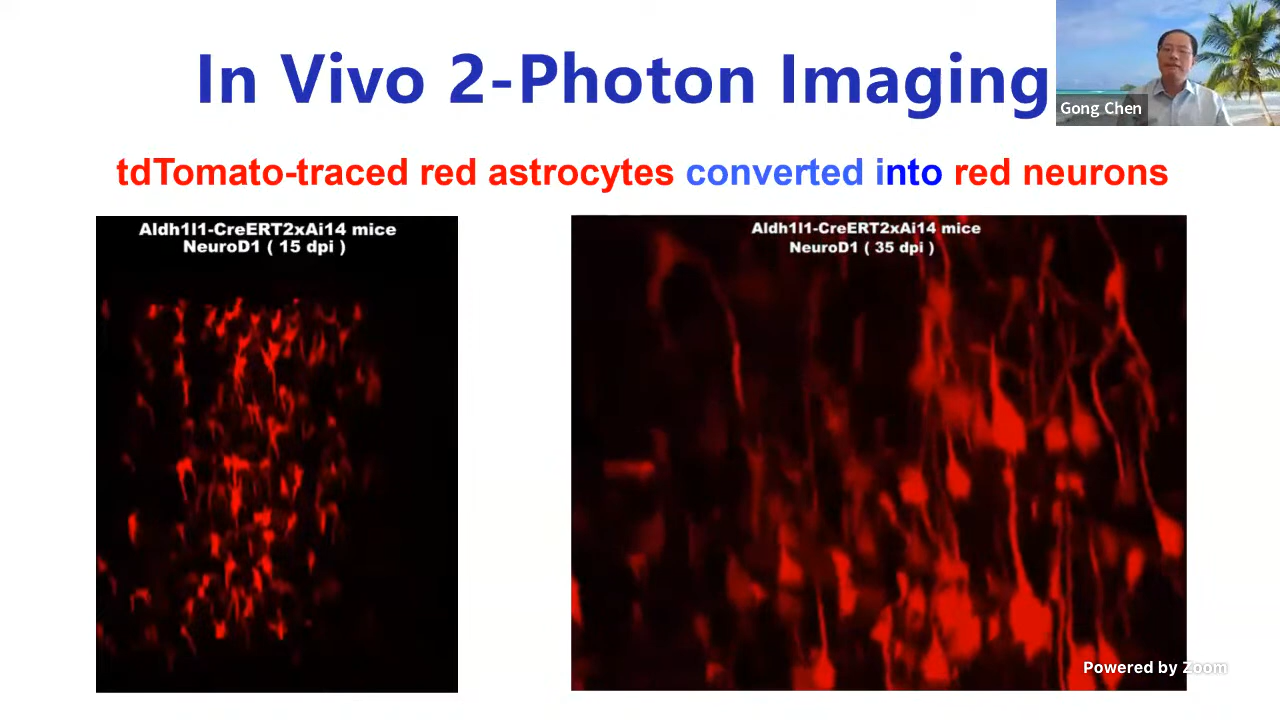 In Vivo 2-Photon Imaging
Gong Chen
tdTomato-traced red astrocytes converted into red neurons
Aldh1l1-CreERT2xAi14 mice
NeuroD1 ( 15 dpi )
Aldh1l1-CreERT2xAi14 mice
NeuroD1 ( 35 dpi )
Powered by Zoom